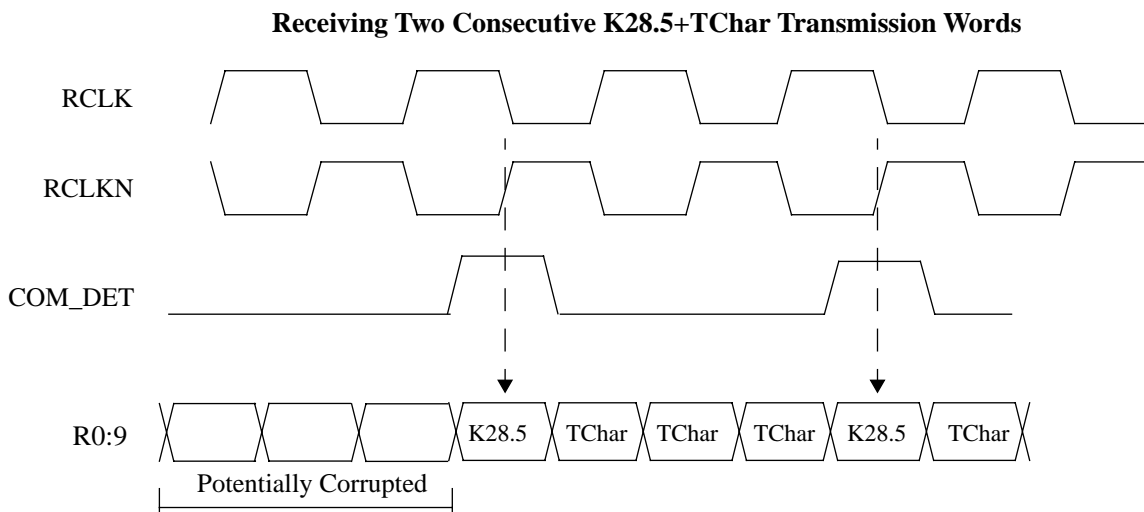 Receiving Two Consecutive K28.5+TChar Transmission Words
RCLK
RCLKN
COM_DET
R0:9
K28.5 TChar TChar TChar K28.5 TChar
Potentially Corrupted